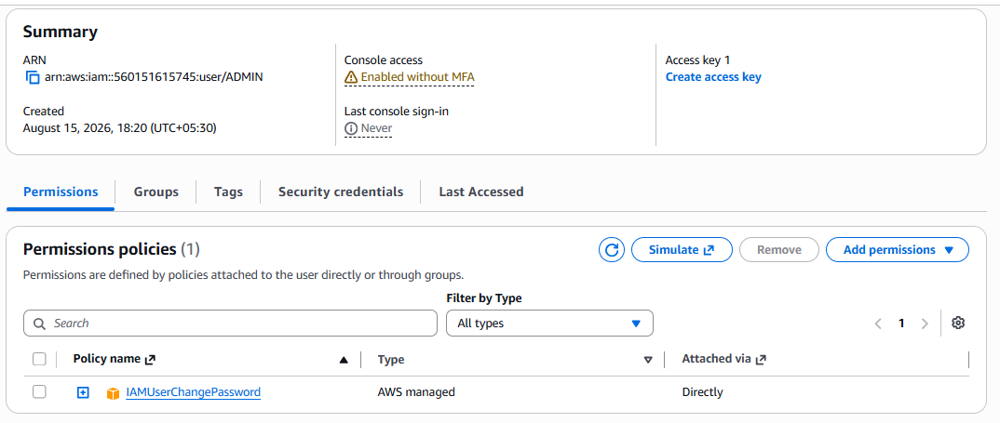 Summary
ARN
arn:aws:iam::560151615745:user/ADMIN
Console access
Enabled without MFA
Access key 1
Create access key
Created
August 15, 2026, 18:20 (UTC+05:30)
Last console sign-in
Never
Permissions
Groups
Tags
Security credentials
Last Accessed
Permissions policies (1)
Simulate
Remove
Add permissions
Permissions are defined by policies attached to the user directly or through groups.
Filter by Type
Search
All types
1
Policy name
Type
Attached via
IAMUserChangePassword
AWS managed
Directly